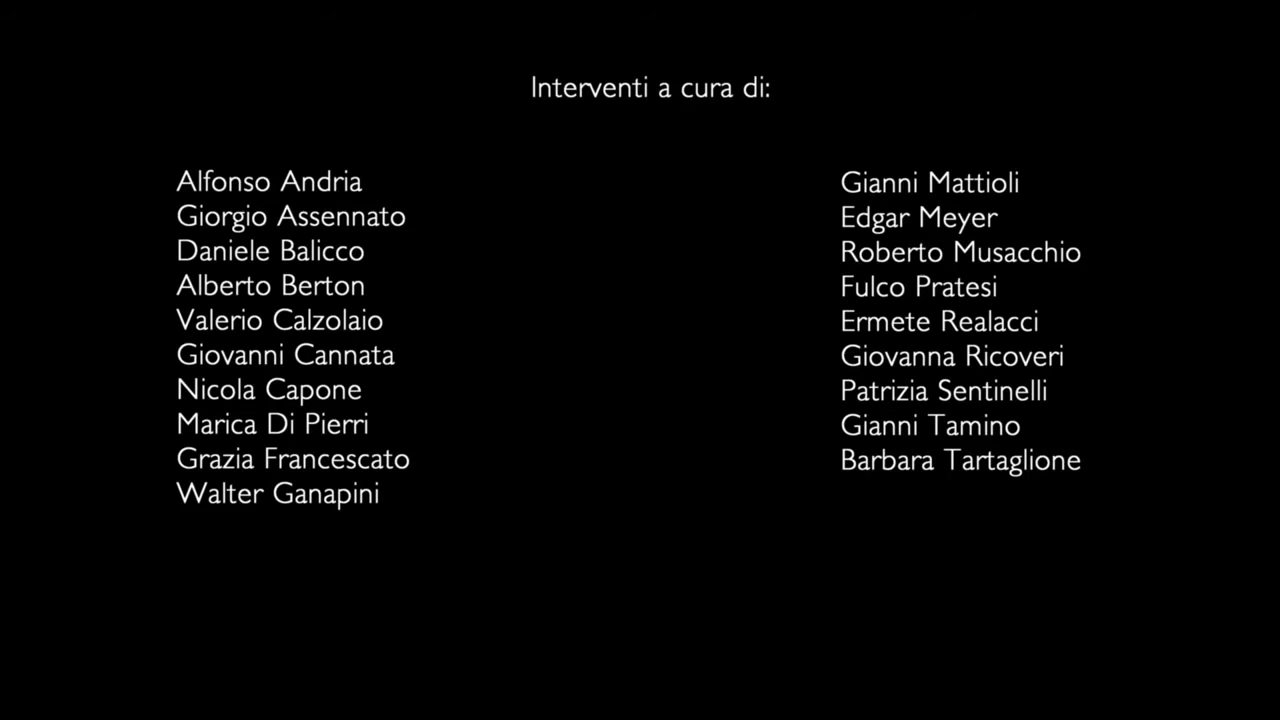 Interventi a cura di:
Alfonso Andria
Giorgio Assennato
Daniele Balicco
Alberto Berton
Valerio Calzolaio
Giovanni Cannata
Nicola Capone
Marica Di Pierri
Grazia Francescato
Walter Ganapini
Gianni Mattioli
Edgar Meyer
Roberto Musacchio
Fulco Pratesi
Ermete Realacci
Giovanna Ricoveri
Patrizia Sentinelli
Gianni Tamino
Barbara Tartaglione